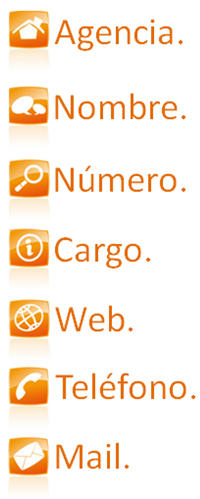 Agencia.
Nombre.
Número.
Cargo.
Web.
Teléfono.
Mail.